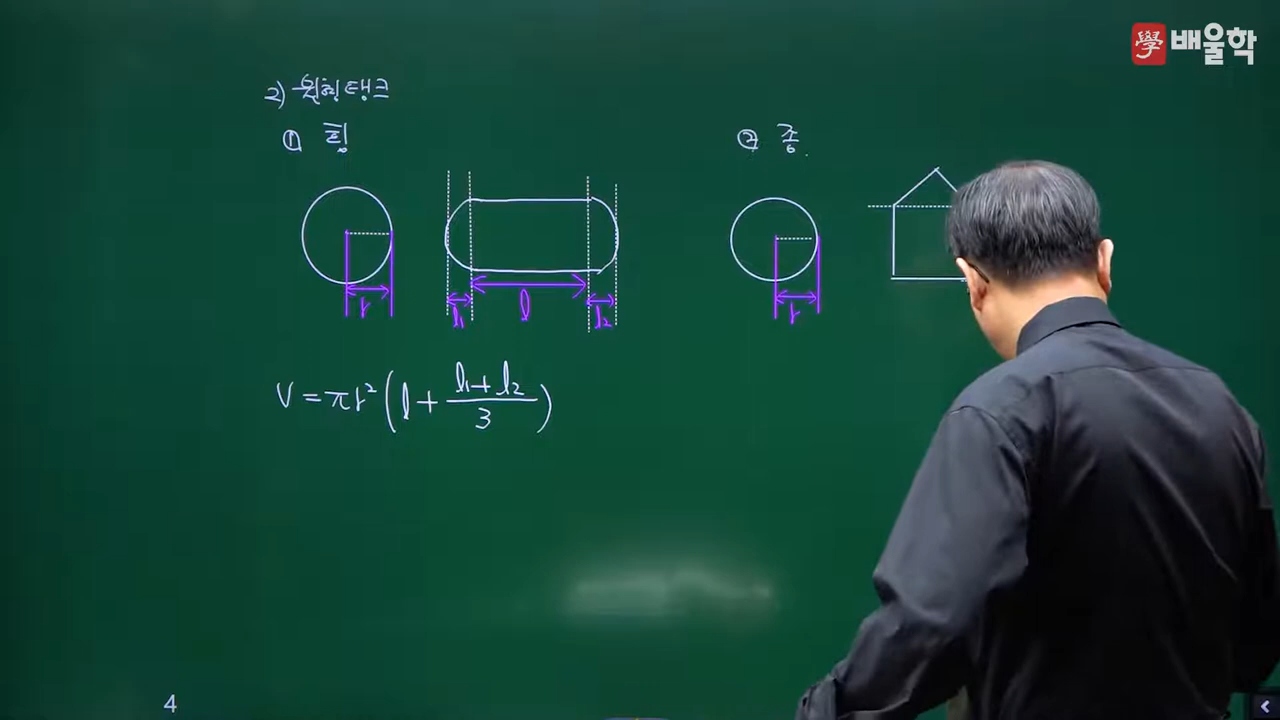 學 배울학
2) 원형탱크
① 횡
② 종
r
l₁
l
l₂
r
V = πr² (l + (l₁ + l₂)/3)
4